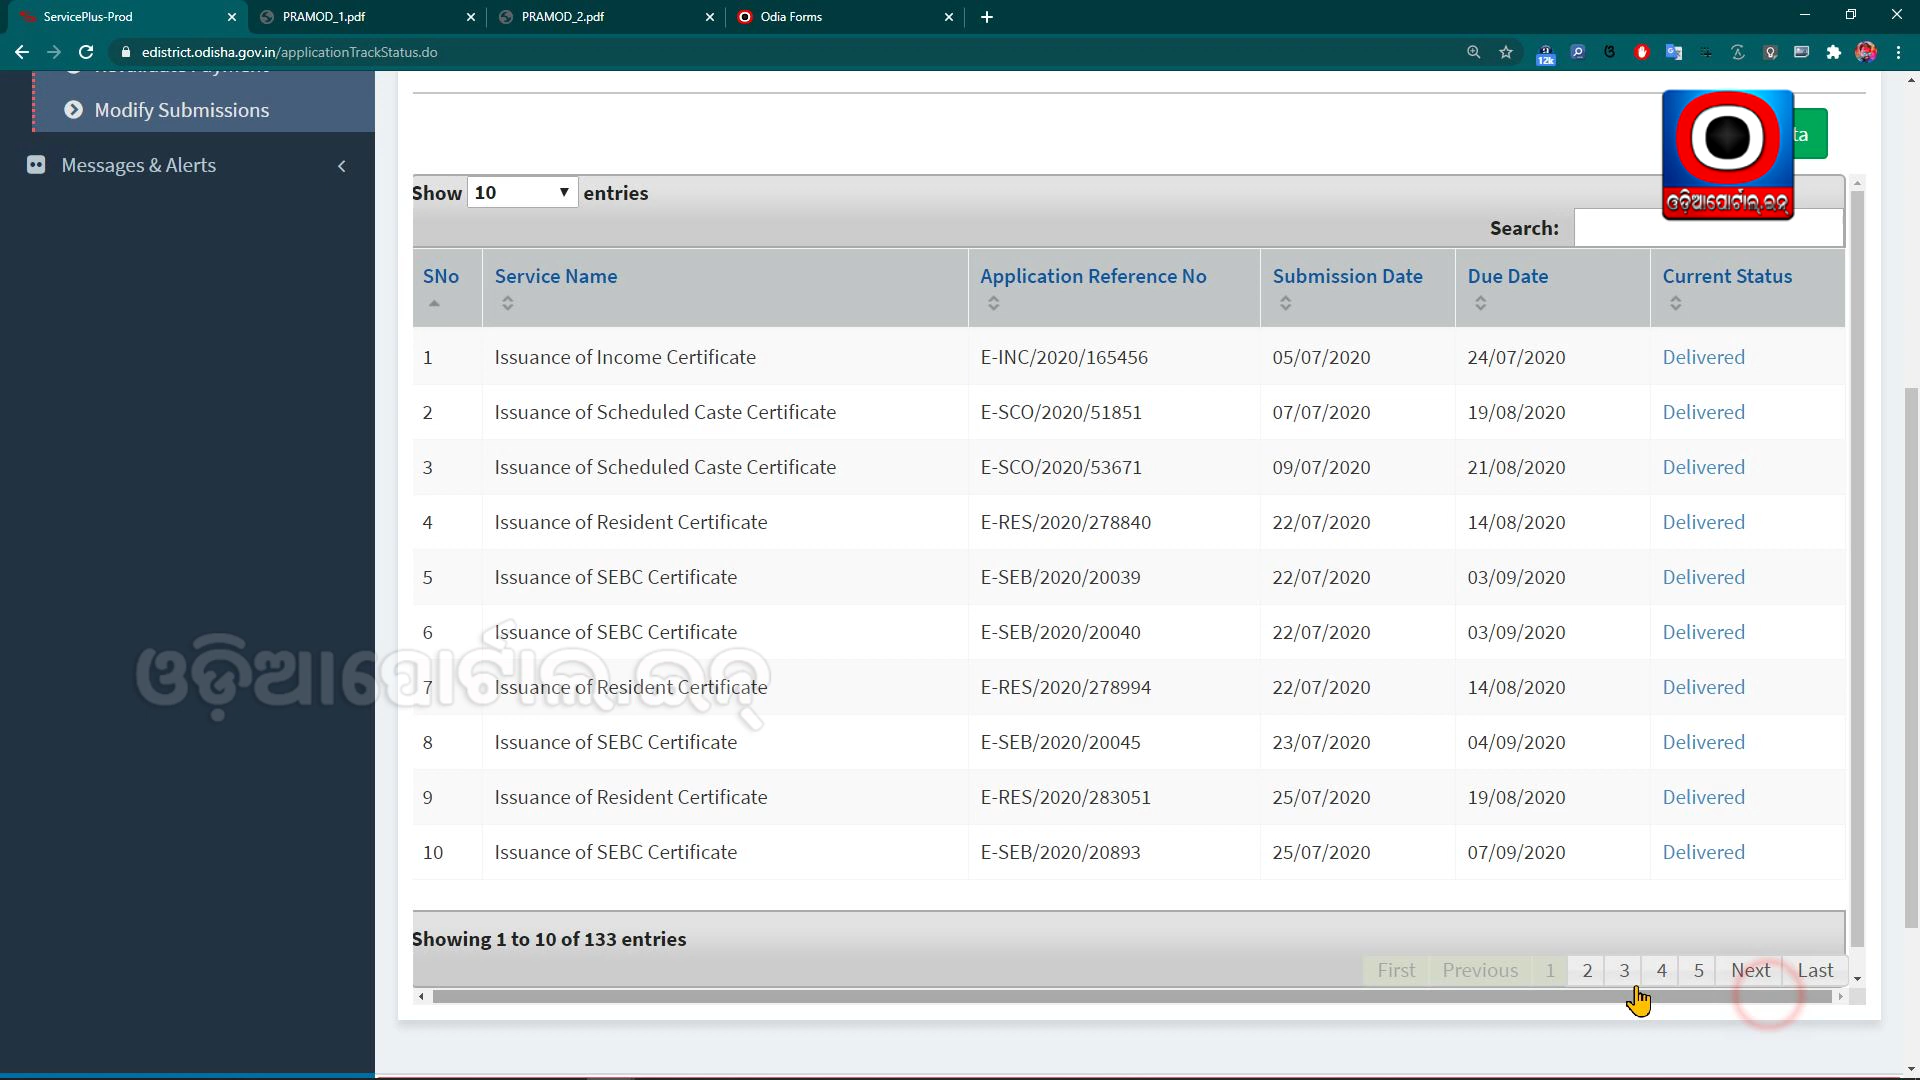 ServicePlus-Prod
PRAMOD_1.pdf
PRAMOD_2.pdf
Odia Forms
edistrict.odisha.gov.in/applicationTrackStatus.do
12k
Modify Submissions
Messages & Alerts
ta
ଓଡ଼ିଆପୋର୍ଟାଲ୍.ଇନ୍
Show 10 entries
Search:
SNo Service Name Application Reference No Submission Date Due Date Current Status
1 Issuance of Income Certificate E-INC/2020/165456 05/07/2020 24/07/2020 Delivered
2 Issuance of Scheduled Caste Certificate E-SCO/2020/51851 07/07/2020 19/08/2020 Delivered
3 Issuance of Scheduled Caste Certificate E-SCO/2020/53671 09/07/2020 21/08/2020 Delivered
4 Issuance of Resident Certificate E-RES/2020/278840 22/07/2020 14/08/2020 Delivered
5 Issuance of SEBC Certificate E-SEB/2020/20039 22/07/2020 03/09/2020 Delivered
6 Issuance of SEBC Certificate E-SEB/2020/20040 22/07/2020 03/09/2020 Delivered
ଓଡ଼ିଆପୋର୍ଟାଲ୍.ଇନ୍
7 Issuance of Resident Certificate E-RES/2020/278994 22/07/2020 14/08/2020 Delivered
8 Issuance of SEBC Certificate E-SEB/2020/20045 23/07/2020 04/09/2020 Delivered
9 Issuance of Resident Certificate E-RES/2020/283051 25/07/2020 19/08/2020 Delivered
10 Issuance of SEBC Certificate E-SEB/2020/20893 25/07/2020 07/09/2020 Delivered
Showing 1 to 10 of 133 entries
First Previous 1 2 3 4 5 Next Last